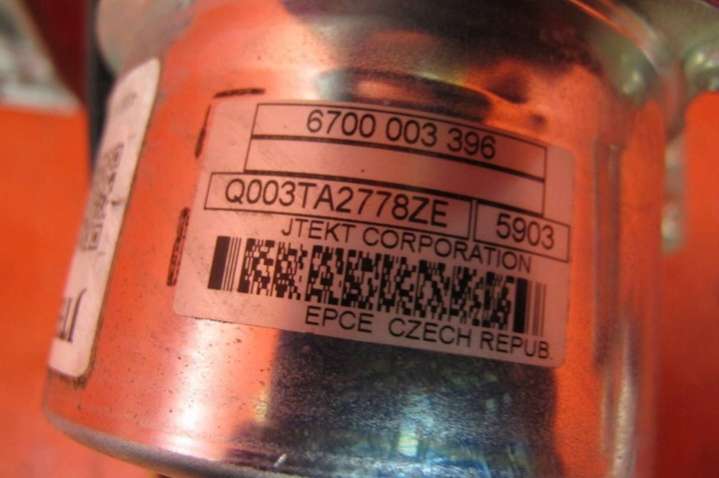 6700 003 396
Q003TA2778ZE 5903
JTEKT CORPORATION
EPCE CZECH REPUB.